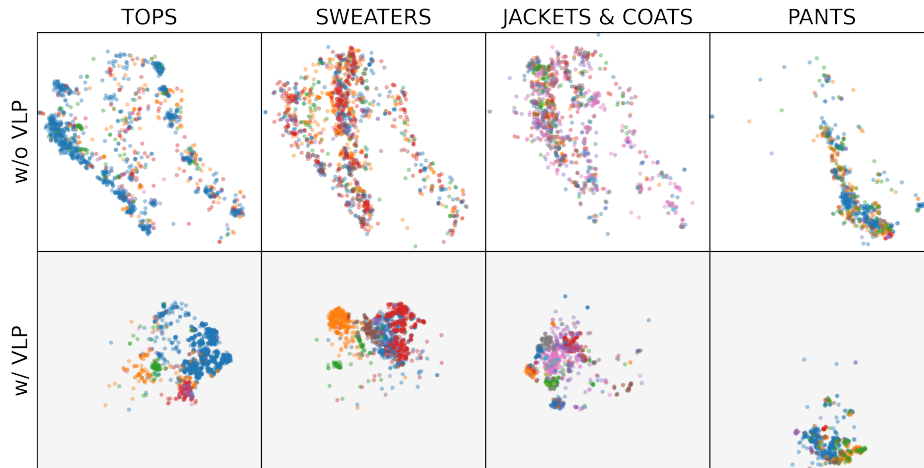 TOPS
SWEATERS
JACKETS & COATS
PANTS
w/o VLP
w/ VLP